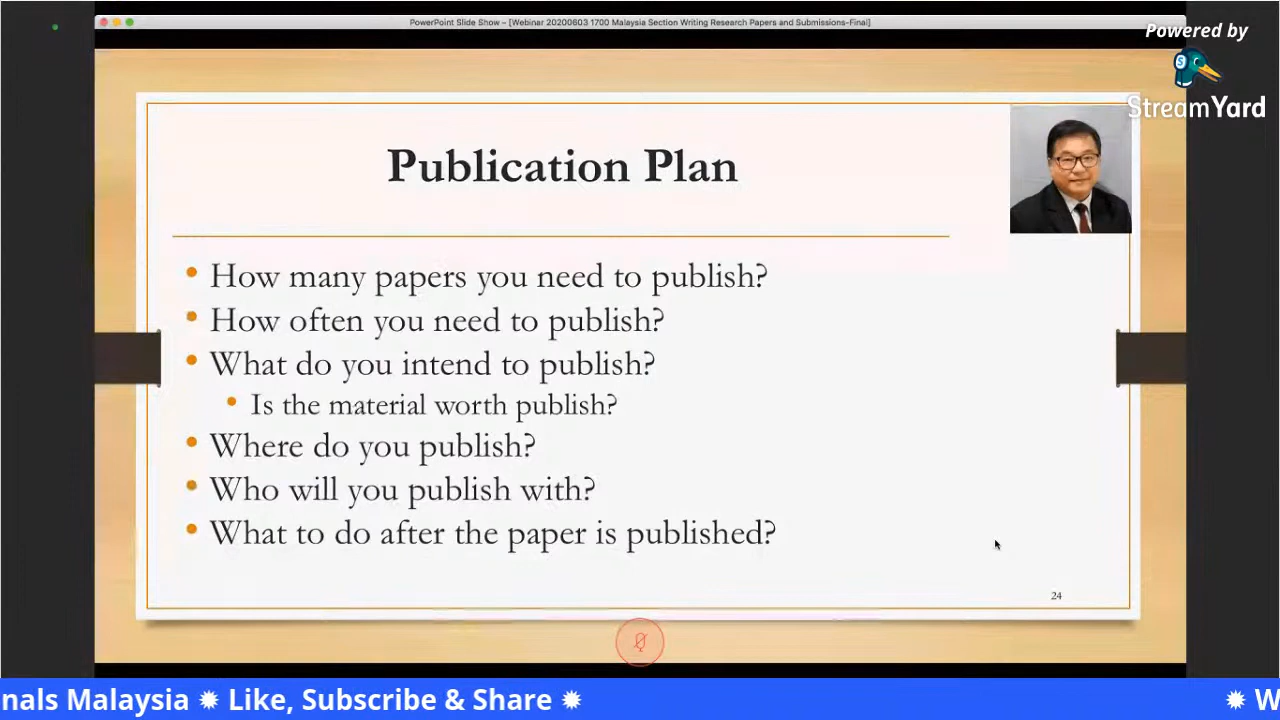 PowerPoint Slide Show – [Webinar 20200603 1700 Malaysia Section Writing Research Papers and Submissions-Final]
Powered by
StreamYard
Publication Plan
• How many papers you need to publish?
• How often you need to publish?
• What do you intend to publish?
• Is the material worth publish?
• Where do you publish?
• Who will you publish with?
• What to do after the paper is published?
24
nals Malaysia ✹ Like, Subscribe & Share ✹ ✹ W